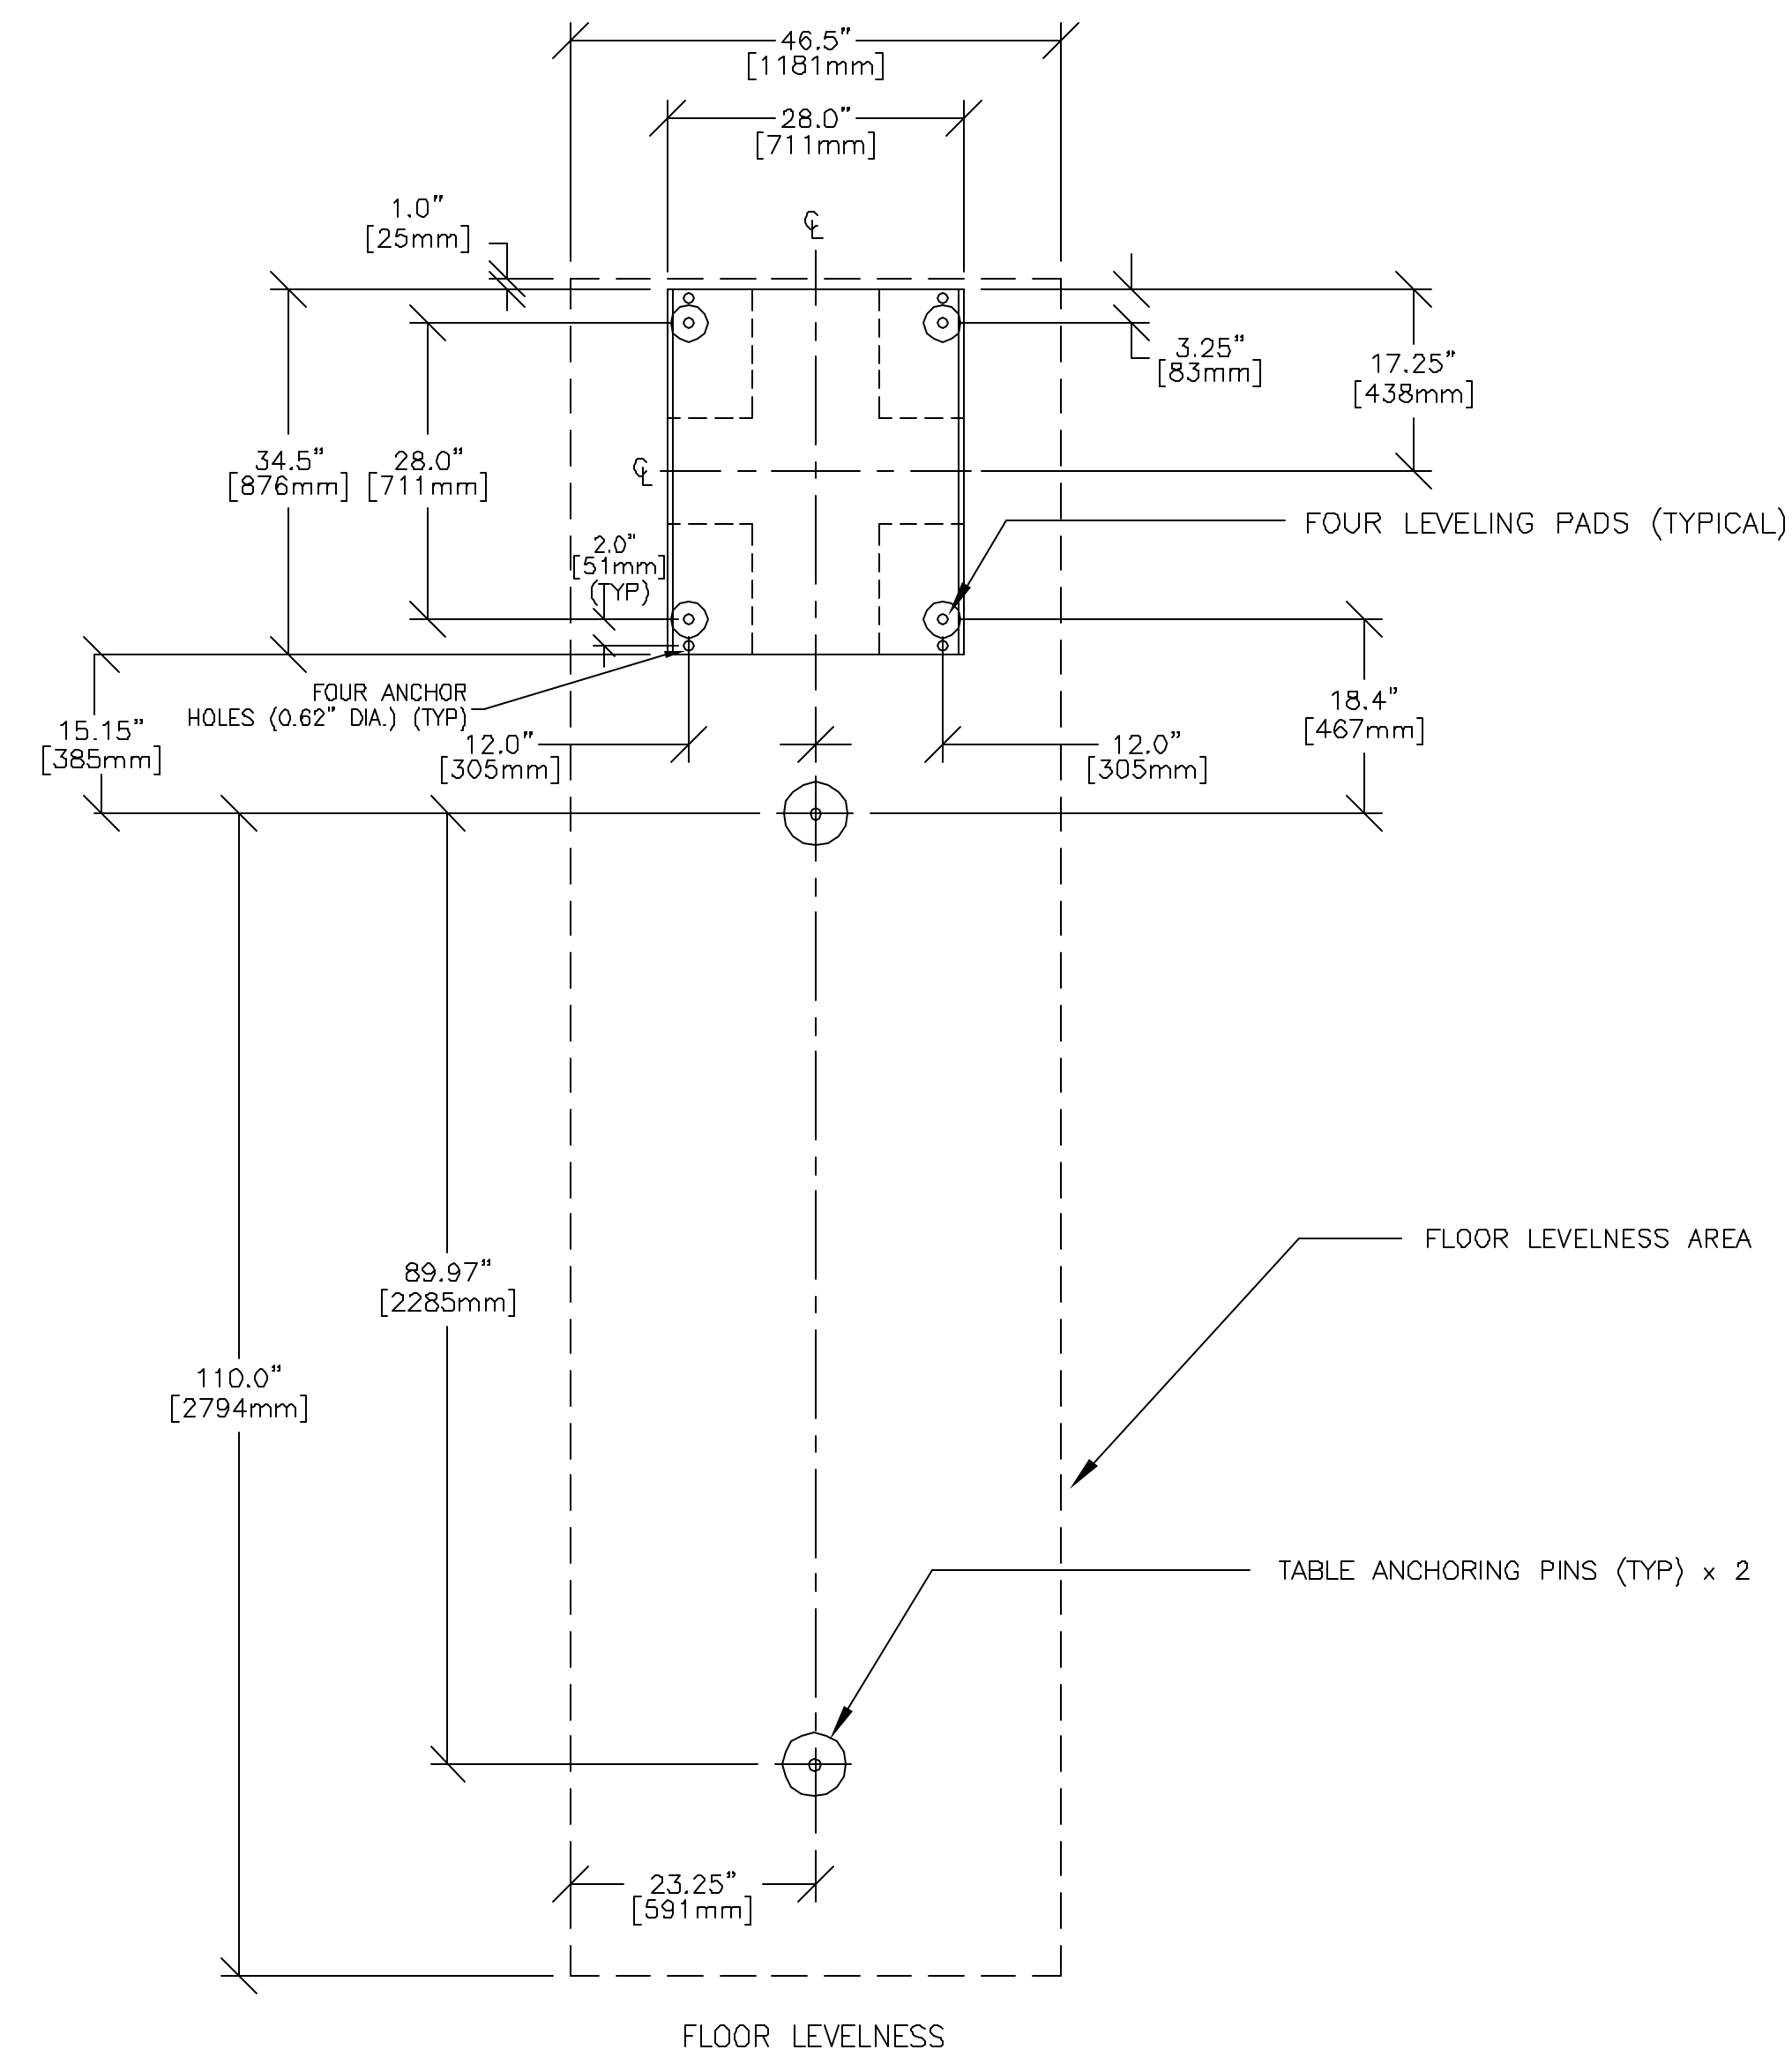 46.5"
[1181mm]
28.0"
[711mm]
1.0"
[25mm]
℄
3.25"
[83mm]
17.25"
[438mm]
34.5"
[876mm]
28.0"
[711mm]
℄
FOUR LEVELING PADS (TYPICAL)
2.0"
[51mm]
(TYP)
FOUR ANCHOR
HOLES (0.62" DIA.) (TYP)
15.15"
[385mm]
12.0"
[305mm]
12.0"
[305mm]
18.4"
[467mm]
FLOOR LEVELNESS AREA
89.97"
[2285mm]
110.0"
[2794mm]
TABLE ANCHORING PINS (TYP) x 2
23.25"
[591mm]
FLOOR LEVELNESS